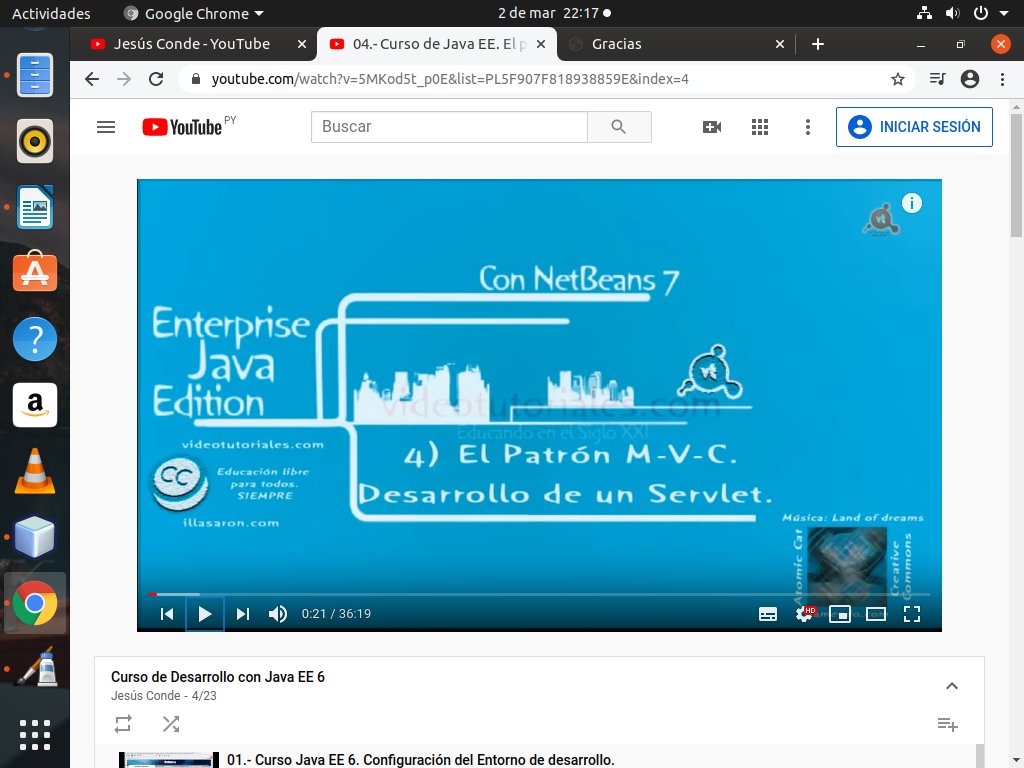 Actividades
Google Chrome
2 de mar 22:17
Jesús Conde - YouTube
04.- Curso de Java EE. El p
Gracias
youtube.com/watch?v=5MKod5t_p0E&list=PL5F907F818938859E&index=4
YouTube PY
Buscar
INICIAR SESIÓN
i
vt
Con NetBeans 7
Enterprise
Java
Edition
vt
videotutoriales.com
Educando en el Siglo XXI
4) El Patrón M-V-C.
Desarrollo de un Servlet.
videotutoriales.com
CC
Educación libre
para todos.
SIEMPRE
illasaron.com
Música: Land of dreams
Atomic Cat
Creative
Commons
0:21 / 36:19
HD
Curso de Desarrollo con Java EE 6
Jesús Conde - 4/23
01.- Curso Java EE 6. Configuración del Entorno de desarrollo.